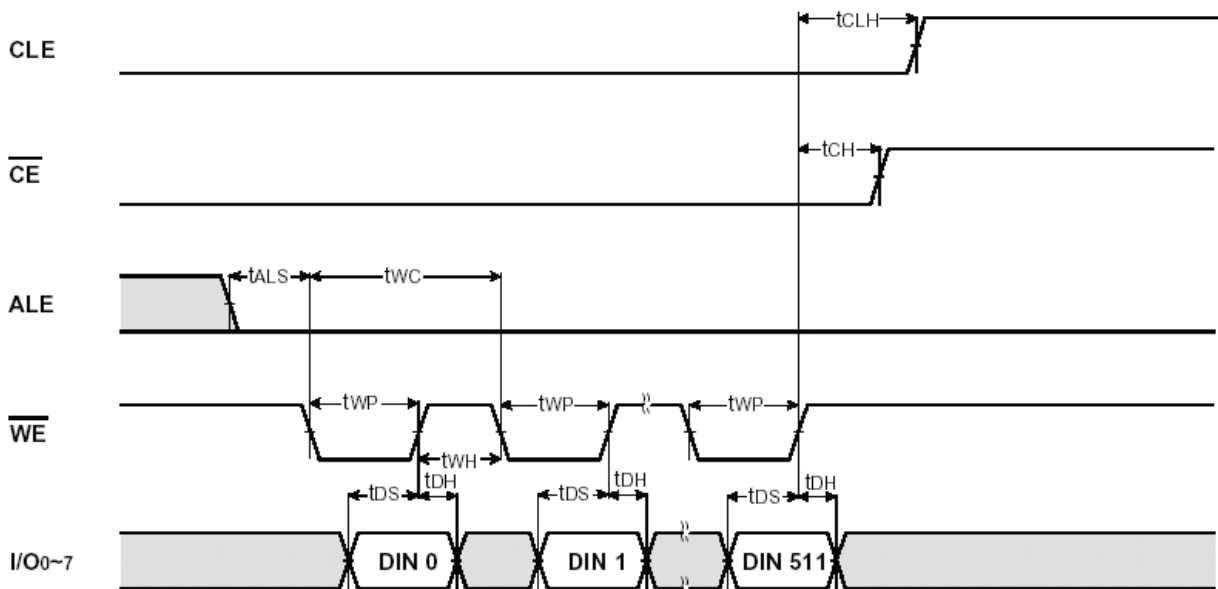 CLE
tCLH
CE
tCH
ALE
tALS
tWC
WE
tWP
tWP
tWP
tWH
tDS
tDH
tDS
tDH
tDS
tDH
I/O0~7
DIN 0
DIN 1
DIN 511